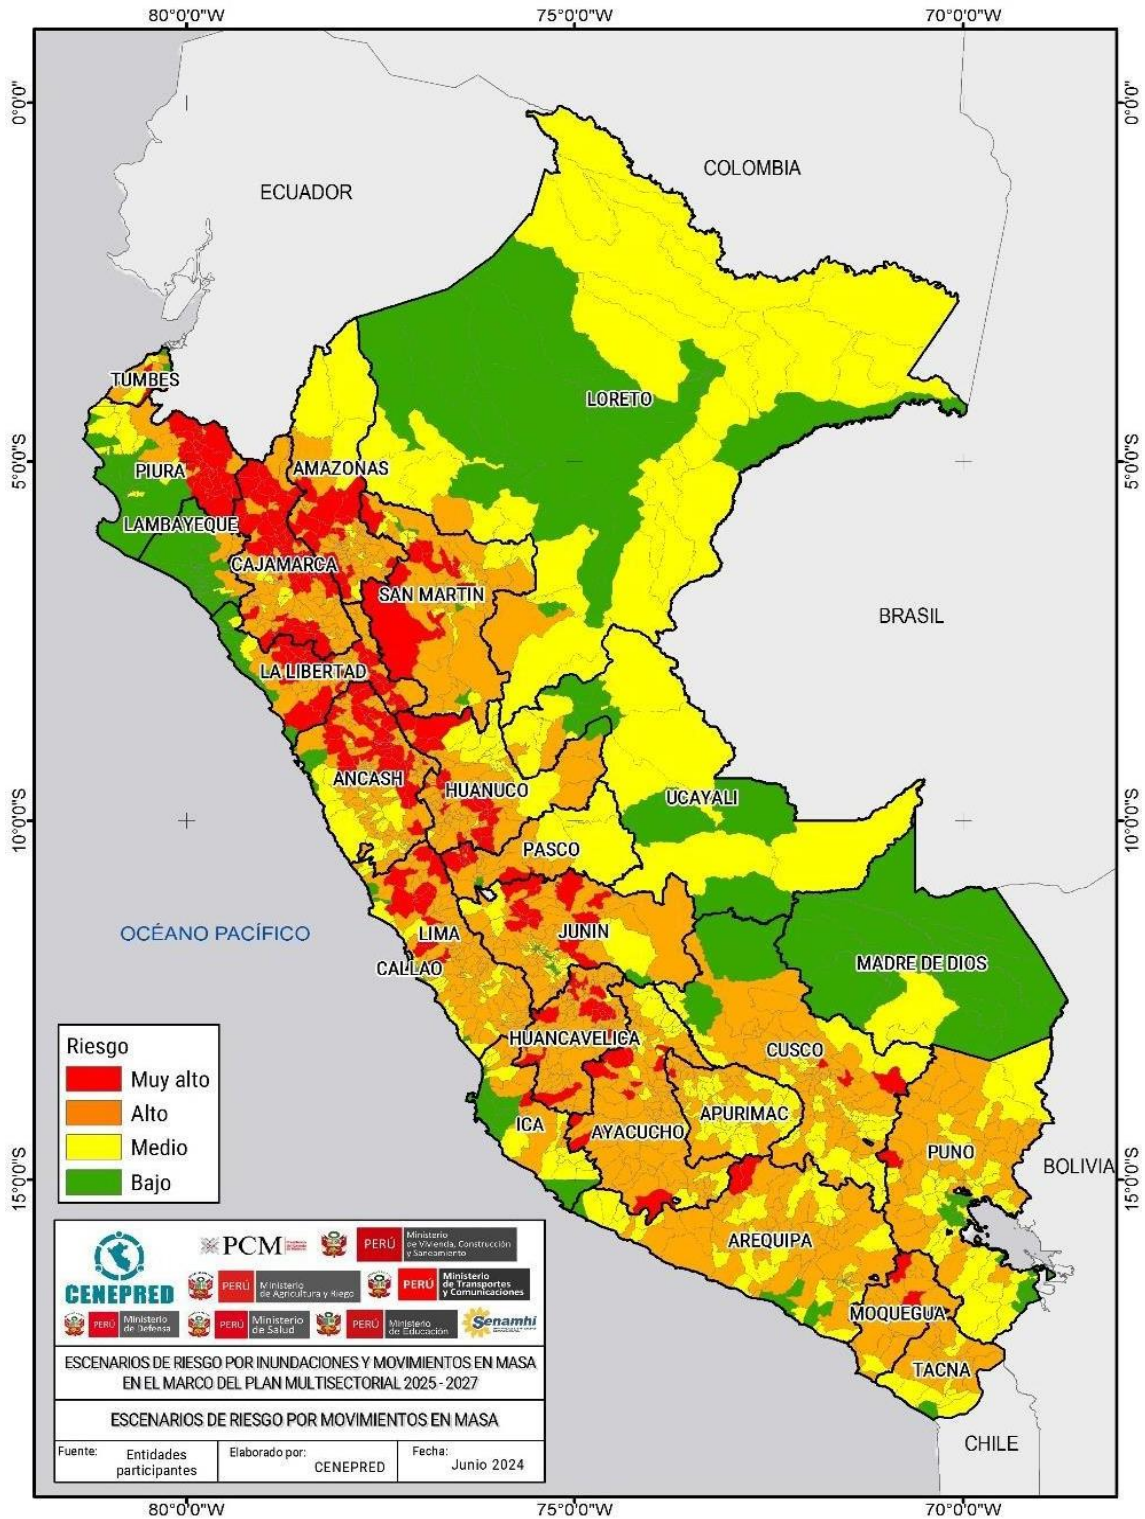 80°0'0"W 75°0'0"W 70°0'0"W
0°0'0" 0°0'0"
COLOMBIA
ECUADOR
TUMBES
LORETO
5°0'0"S 5°0'0"S
AMAZONAS
PIURA
LAMBAYEQUE
CAJAMARCA
SAN MARTIN
BRASIL
LA LIBERTAD
ANCASH
HUANUCO
UCAYALI
10°0'0"S 10°0'0"S
PASCO
OCÉANO PACÍFICO
LIMA
JUNIN
CALLAO
MADRE DE DIOS
HUANCAVELICA
CUSCO
ICA
AYACUCHO
APURIMAC
PUNO
BOLIVIA
15°0'0"S 15°0'0"S
AREQUIPA
MOQUEGUA
TACNA
CHILE
Riesgo
Muy alto
Alto
Medio
Bajo
CENEPRED
PCM
PERÚ Ministerio
de Vivienda, Construcción
y Saneamiento
PERÚ Ministerio
de Agricultura y Riego
PERÚ Ministerio
de Transportes
y Comunicaciones
PERÚ Ministerio
de Defensa
PERÚ Ministerio
de Salud
PERÚ Ministerio
de Educación
Senamhi
ESCENARIOS DE RIESGO POR INUNDACIONES Y MOVIMIENTOS EN MASA
EN EL MARCO DEL PLAN MULTISECTORIAL 2025 - 2027
ESCENARIOS DE RIESGO POR MOVIMIENTOS EN MASA
Fuente: Entidades
participantes
Elaborado por:
CENEPRED
Fecha:
Junio 2024
80°0'0"W 75°0'0"W 70°0'0"W